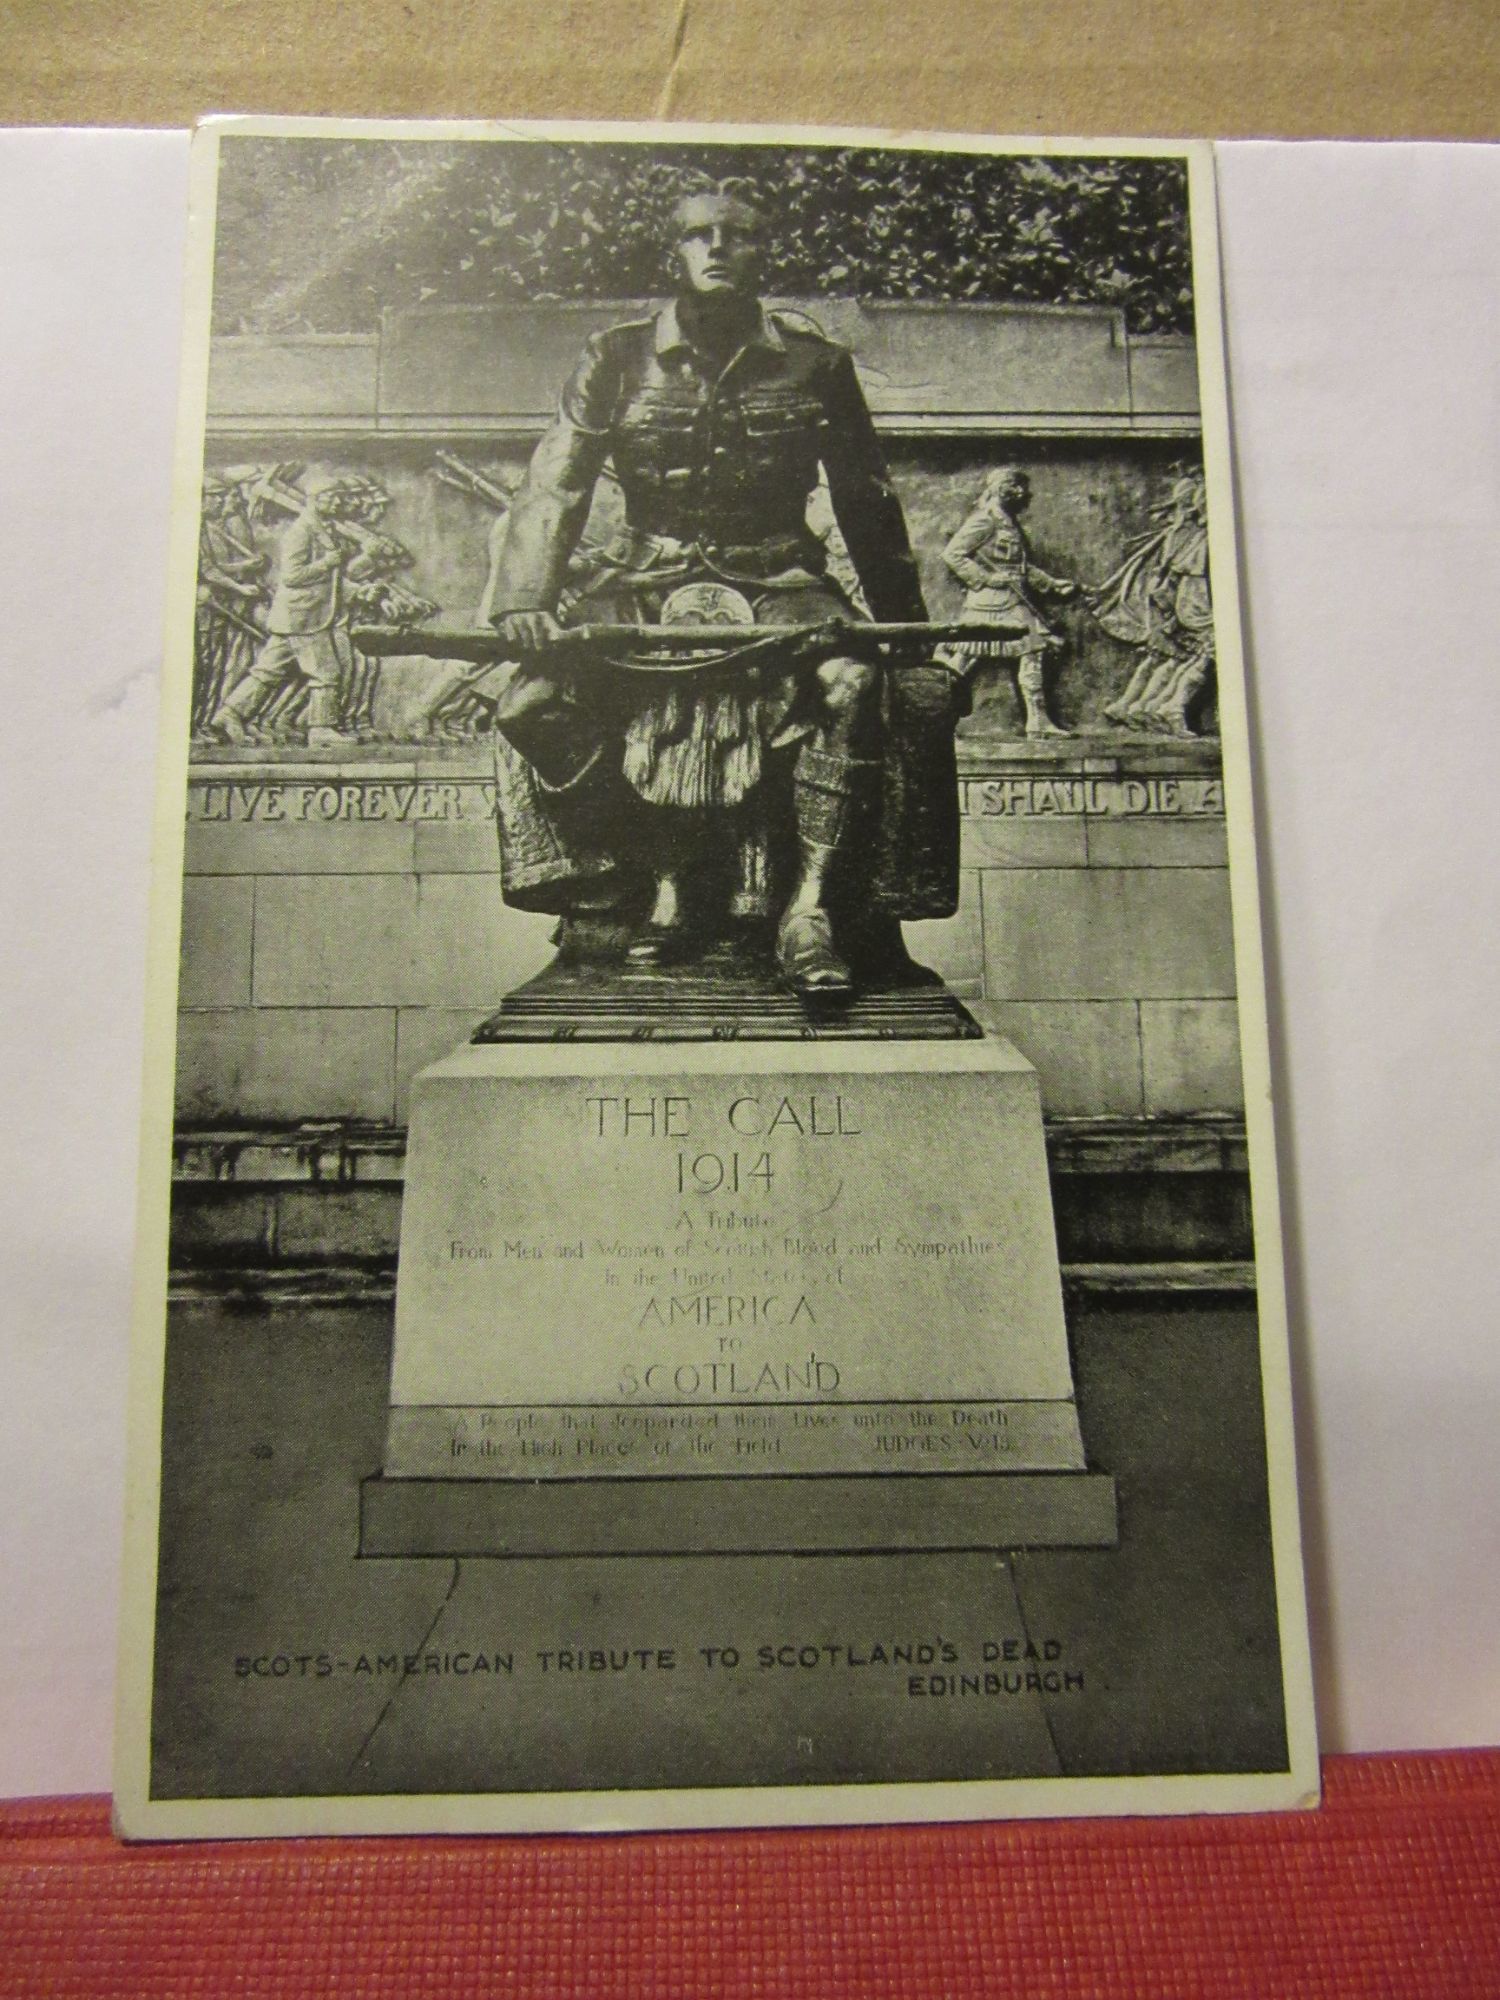 LIVE FOREVER
I SHALL DIE A
THE CALL
1914
A Tribute
From Men and Women of Scottish Blood and Sympathies
in the United States of
AMERICA
TO
SCOTLAND
A People that Jeoparded their Lives unto the Death
In the High Places of the Field JUDGES·V·18
SCOTS-AMERICAN TRIBUTE TO SCOTLAND'S DEAD
EDINBURGH.